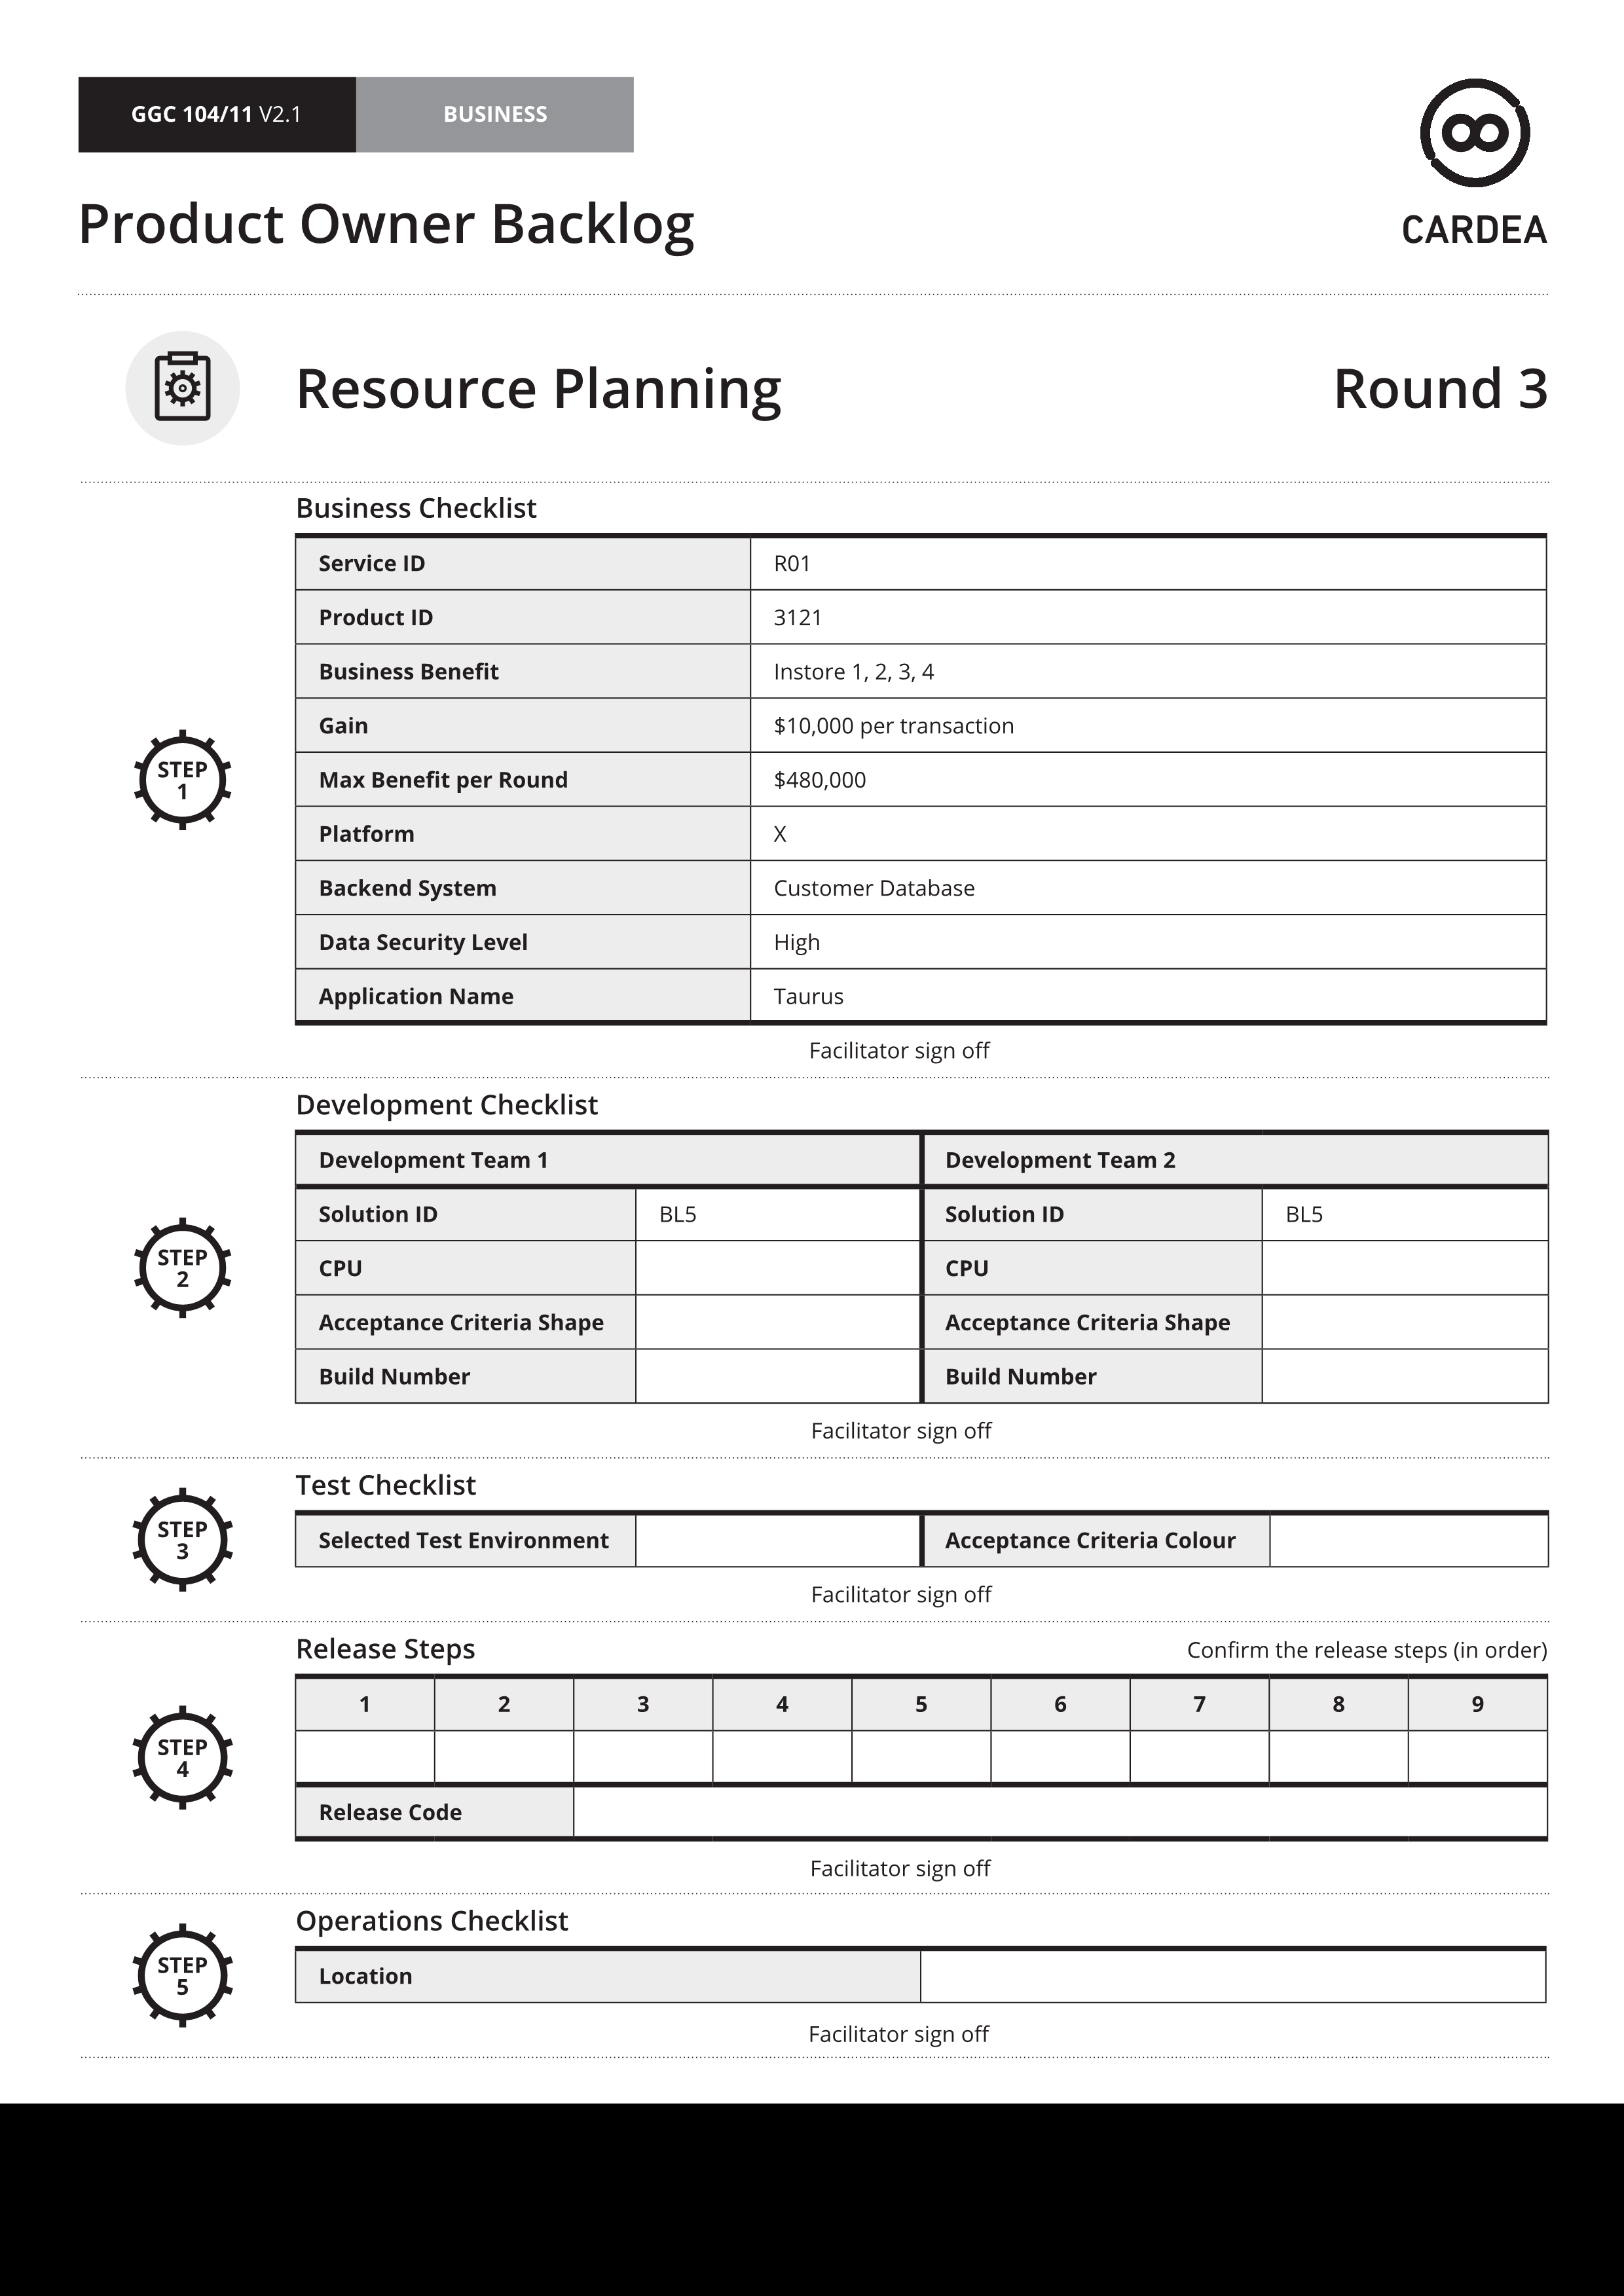 GGC 104/11 V2.1 BUSINESS
CARDEA
Product Owner Backlog
Resource Planning Round 3
Business Checklist
Service ID R01
Product ID 3121
Business Benefit Instore 1, 2, 3, 4
Gain $10,000 per transaction
Max Benefit per Round $480,000
Platform X
Backend System Customer Database
Data Security Level High
Application Name Taurus
STEP
1
Facilitator sign off
Development Checklist
Development Team 1 Development Team 2
Solution ID BL5 Solution ID BL5
CPU CPU
Acceptance Criteria Shape Acceptance Criteria Shape
Build Number Build Number
STEP
2
Facilitator sign off
Test Checklist
STEP
3
Selected Test Environment Acceptance Criteria Colour
Facilitator sign off
Release Steps Confirm the release steps (in order)
1 2 3 4 5 6 7 8 9
STEP
4
Release Code
Facilitator sign off
Operations Checklist
STEP
5
Location
Facilitator sign off